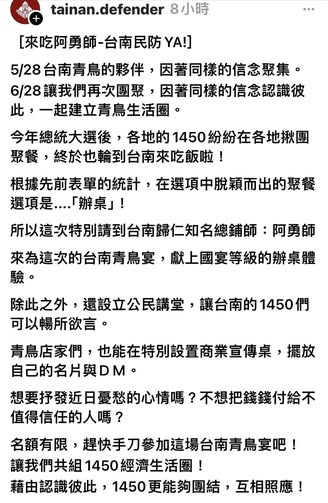 tainan.defender 8小時
［來吃阿勇師-台南民防 YA!］
5/28台南青鳥的夥伴，因著同樣的信念聚集。
6/28讓我們再次團聚，因著同樣的信念認識彼
此，一起建立青鳥生活圈。
今年總統大選後，各地的1450紛紛在各地揪團
聚餐，終於也輪到台南來吃飯啦！
根據先前表單的統計，在選項中脫穎而出的聚餐
選項是....「辦桌」！
所以這次特別請到台南歸仁知名總鋪師：阿勇師
來為這次的台南青鳥宴，獻上國宴等級的辦桌體
驗。
除此之外，還設立公民講堂，讓台南的1450們
可以暢所欲言。
青鳥店家們，也能在特別設置商業宣傳桌，擺放
自己的名片與DM。
想要抒發近日憂愁的心情嗎？不想把錢錢付給不
值得信任的人嗎？
名額有限，趕快手刀參加這場台南青鳥宴吧！
讓我們共組1450經濟生活圈！
藉由認識彼此，1450更能夠團結，互相照應！